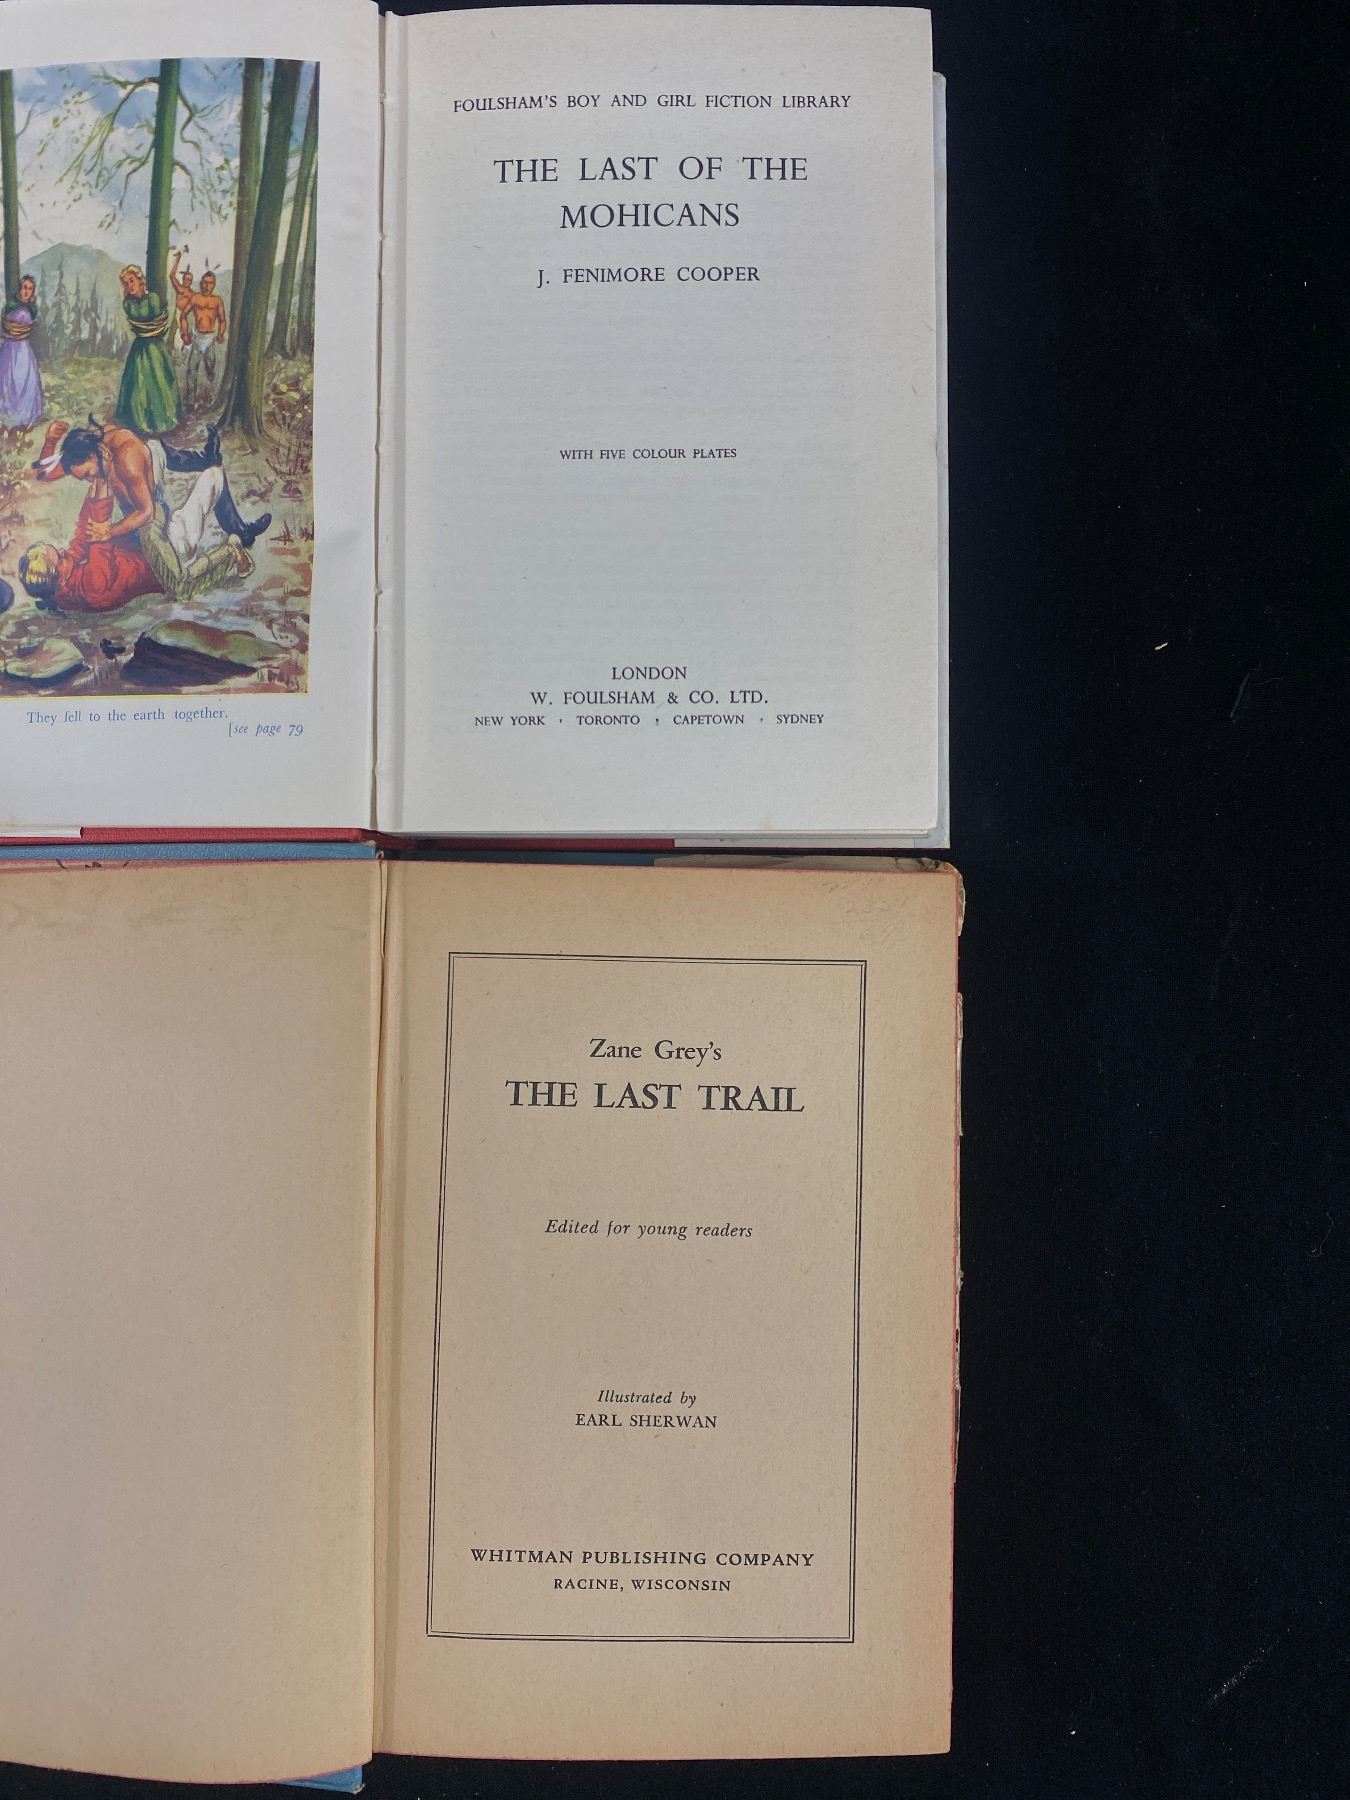 They fell to the earth together.
[see page 79
FOULSHAM'S BOY AND GIRL FICTION LIBRARY
THE LAST OF THE
MOHICANS
J. FENIMORE COOPER
WITH FIVE COLOUR PLATES
LONDON
W. FOULSHAM & CO. LTD.
NEW YORK · TORONTO · CAPETOWN · SYDNEY
Zane Grey's
THE LAST TRAIL
Edited for young readers
Illustrated by
EARL SHERWAN
WHITMAN PUBLISHING COMPANY
RACINE, WISCONSIN